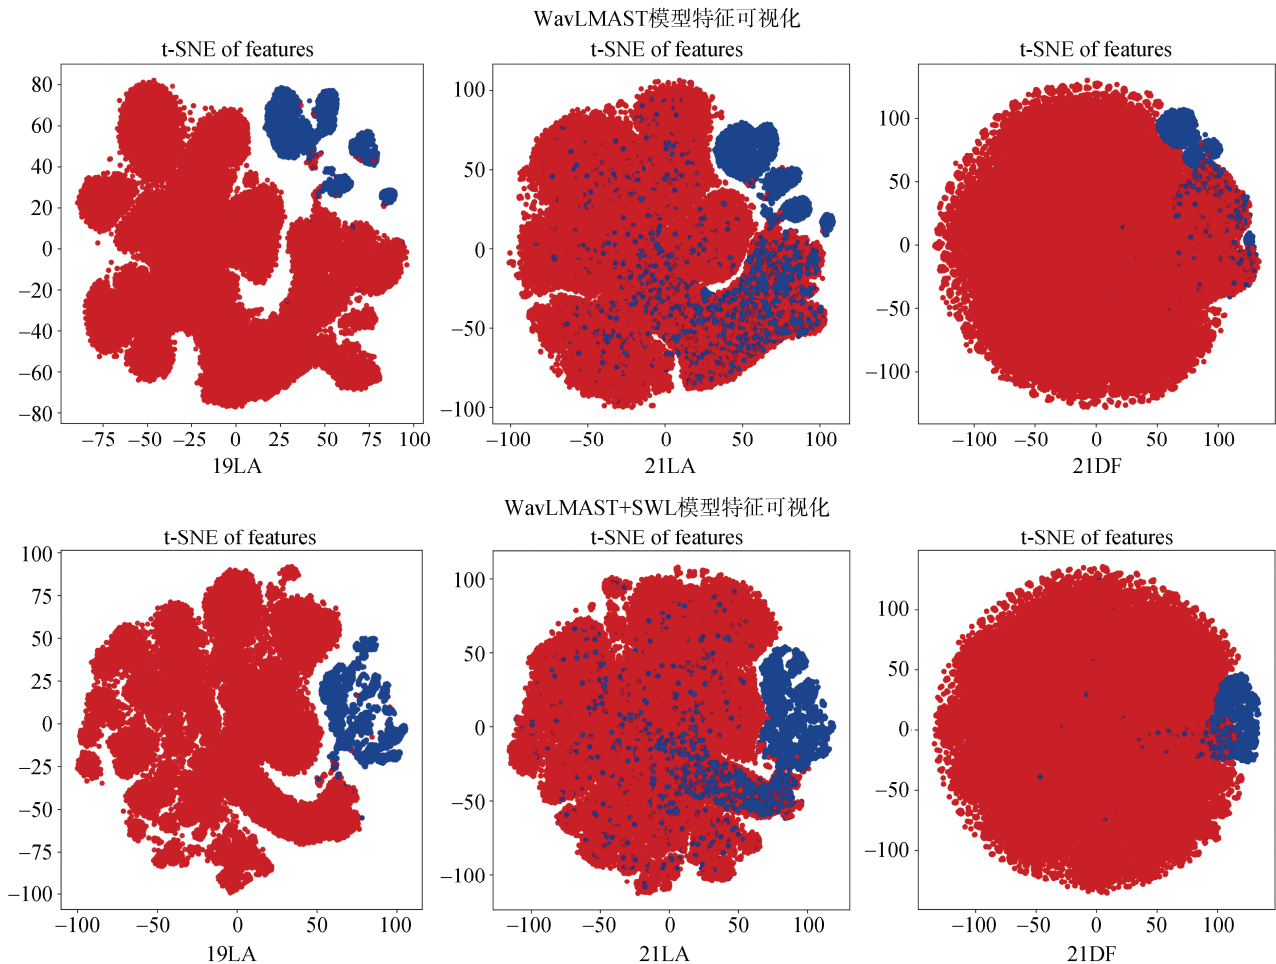 WavLMAST模型特征可视化
t-SNE of features t-SNE of features t-SNE of features
80
60
40
20
0
−20
−40
−60
−80
−75 −50 −25 0 25 50 75 100
19LA
100
50
0
−50
−100
−100 −50 0 50 100
21LA
100
50
0
−50
−100
−100 −50 0 50 100
21DF
WavLMAST+SWL模型特征可视化
t-SNE of features t-SNE of features t-SNE of features
100
75
50
25
0
−25
−50
−75
−100
−100 −50 0 50 100
19LA
100
50
0
−50
−100
−100 −50 0 50 100
21LA
100
50
0
−50
−100
−100 −50 0 50 100
21DF